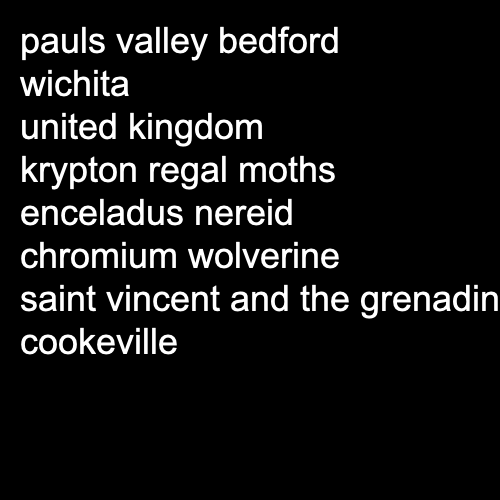 pauls valley bedford
wichita
united kingdom
krypton regal moths
enceladus nereid
chromium wolverine
saint vincent and the grenadin
cookeville